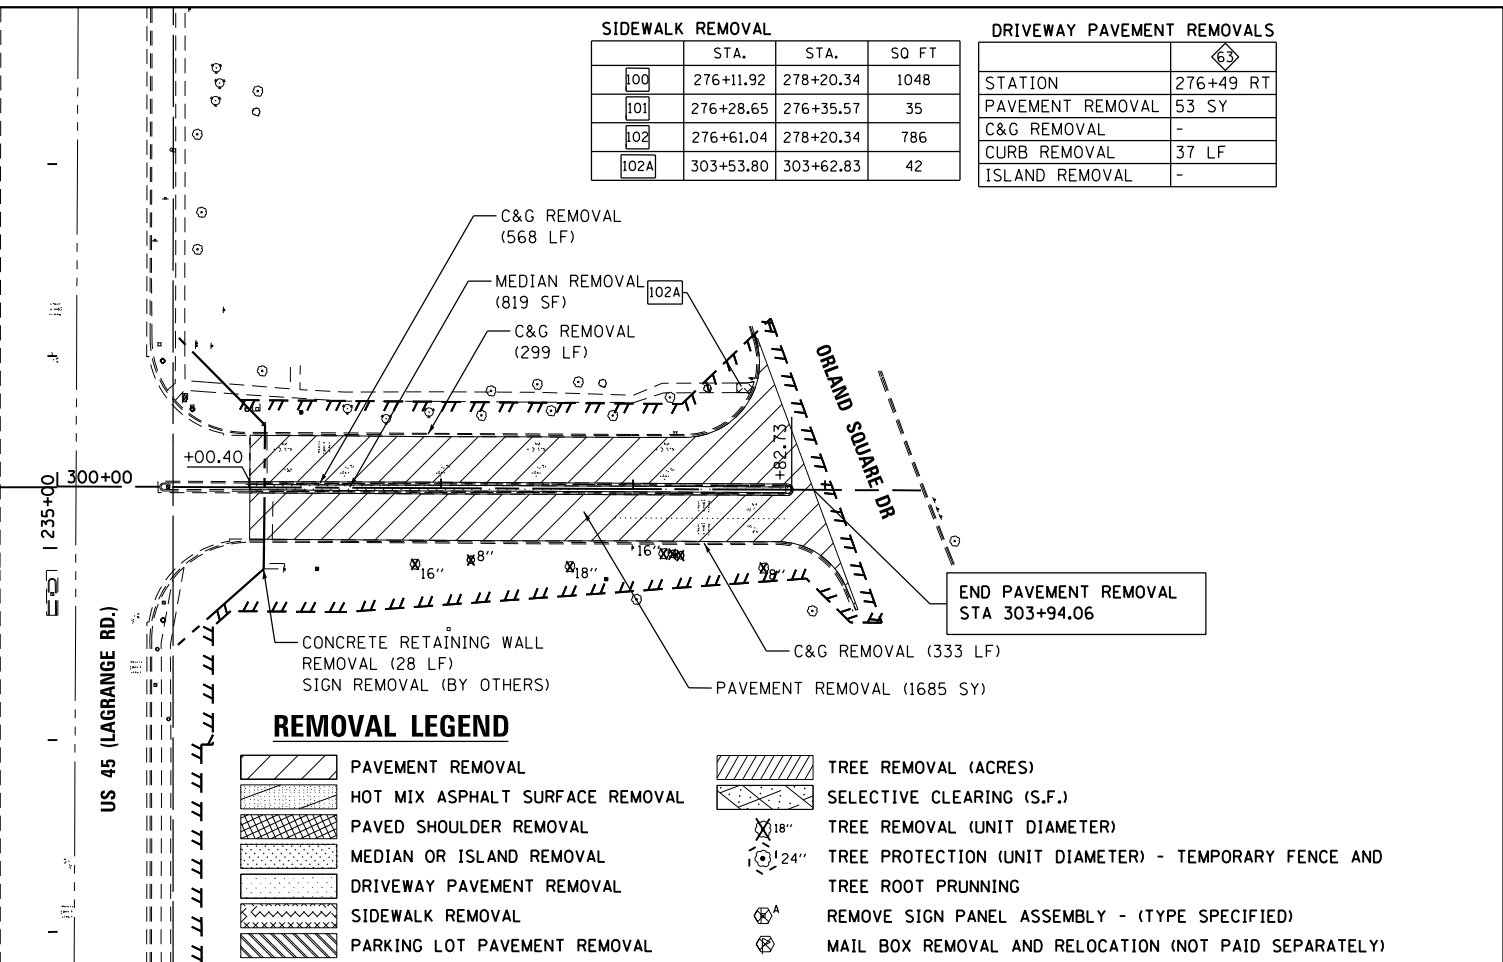 SIDEWALK REMOVAL
STA. STA. SQ FT
100 276+11.92 278+20.34 1048
101 276+28.65 276+35.57 35
102 276+61.04 278+20.34 786
102A 303+53.80 303+62.83 42
DRIVEWAY PAVEMENT REMOVALS
63
STATION 276+49 RT
PAVEMENT REMOVAL 53 SY
C&G REMOVAL -
CURB REMOVAL 37 LF
ISLAND REMOVAL -
C&G REMOVAL
(568 LF)
MEDIAN REMOVAL
(819 SF)
102A
C&G REMOVAL
(299 LF)
ORLAND SQUARE DR
+00.40
+82.73
300+00
235+00
16''
8''
18''
16''
8''
END PAVEMENT REMOVAL
STA 303+94.06
US 45 (LAGRANGE RD.)
CONCRETE RETAINING WALL
REMOVAL (28 LF)
SIGN REMOVAL (BY OTHERS)
C&G REMOVAL (333 LF)
PAVEMENT REMOVAL (1685 SY)
REMOVAL LEGEND
PAVEMENT REMOVAL
HOT MIX ASPHALT SURFACE REMOVAL
PAVED SHOULDER REMOVAL
MEDIAN OR ISLAND REMOVAL
DRIVEWAY PAVEMENT REMOVAL
SIDEWALK REMOVAL
PARKING LOT PAVEMENT REMOVAL
TREE REMOVAL (ACRES)
SELECTIVE CLEARING (S.F.)
18'' TREE REMOVAL (UNIT DIAMETER)
24'' TREE PROTECTION (UNIT DIAMETER) - TEMPORARY FENCE AND
TREE ROOT PRUNNING
A REMOVE SIGN PANEL ASSEMBLY - (TYPE SPECIFIED)
MAIL BOX REMOVAL AND RELOCATION (NOT PAID SEPARATELY)